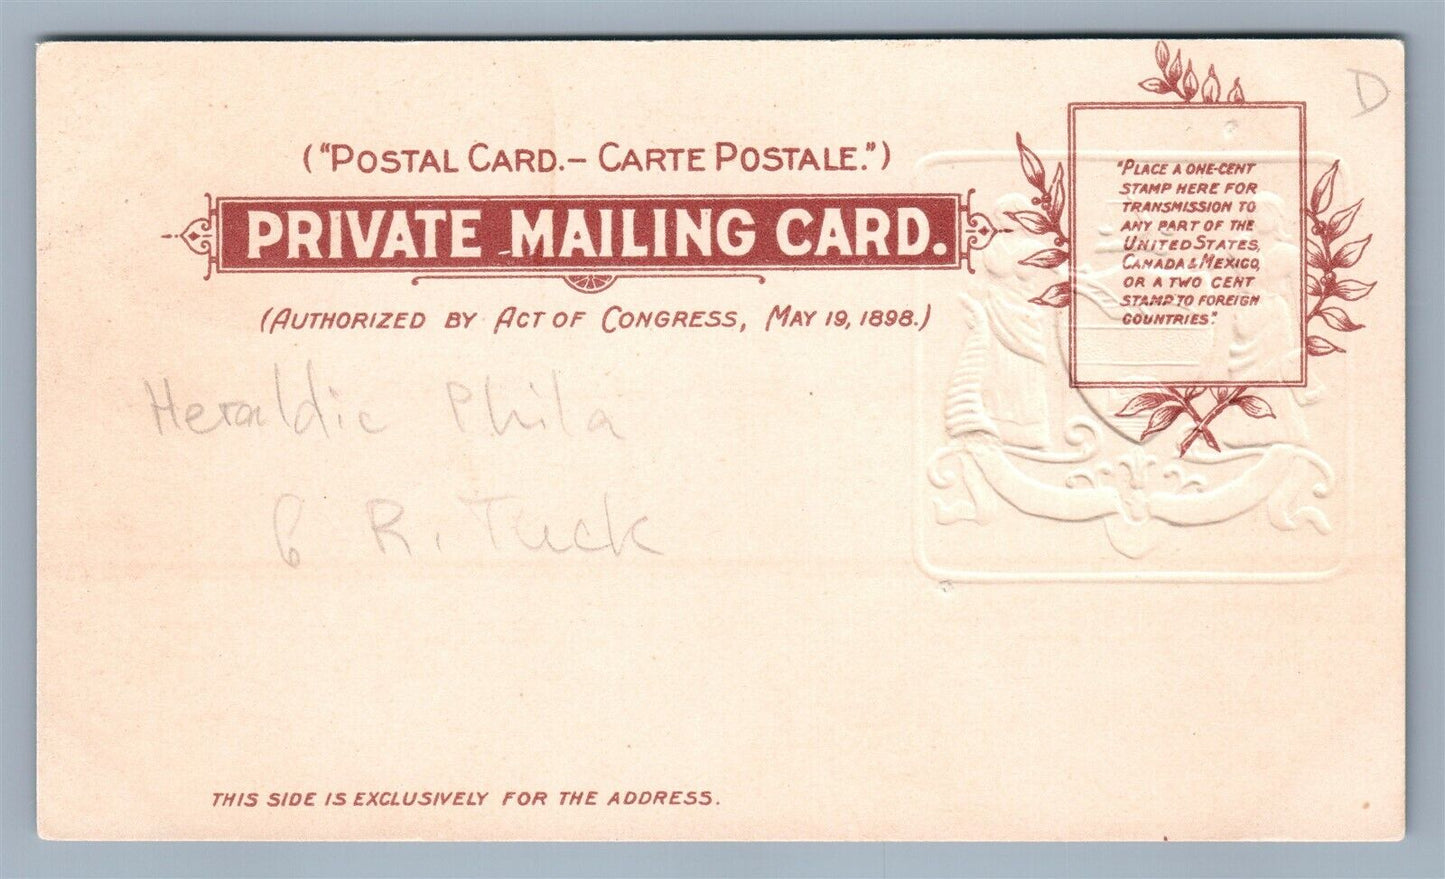 ("POSTAL CARD.– CARTE POSTALE.")
PRIVATE MAILING CARD.
(AUTHORIZED BY ACT OF CONGRESS, MAY 19, 1898.)
"PLACE A ONE-CENT
STAMP HERE FOR
TRANSMISSION TO
ANY PART OF THE
UNITED STATES,
CANADA & MEXICO,
OR A TWO CENT
STAMP TO FOREIGN
COUNTRIES."
D
Heraldic Phila
6 R. Tuck
THIS SIDE IS EXCLUSIVELY FOR THE ADDRESS.